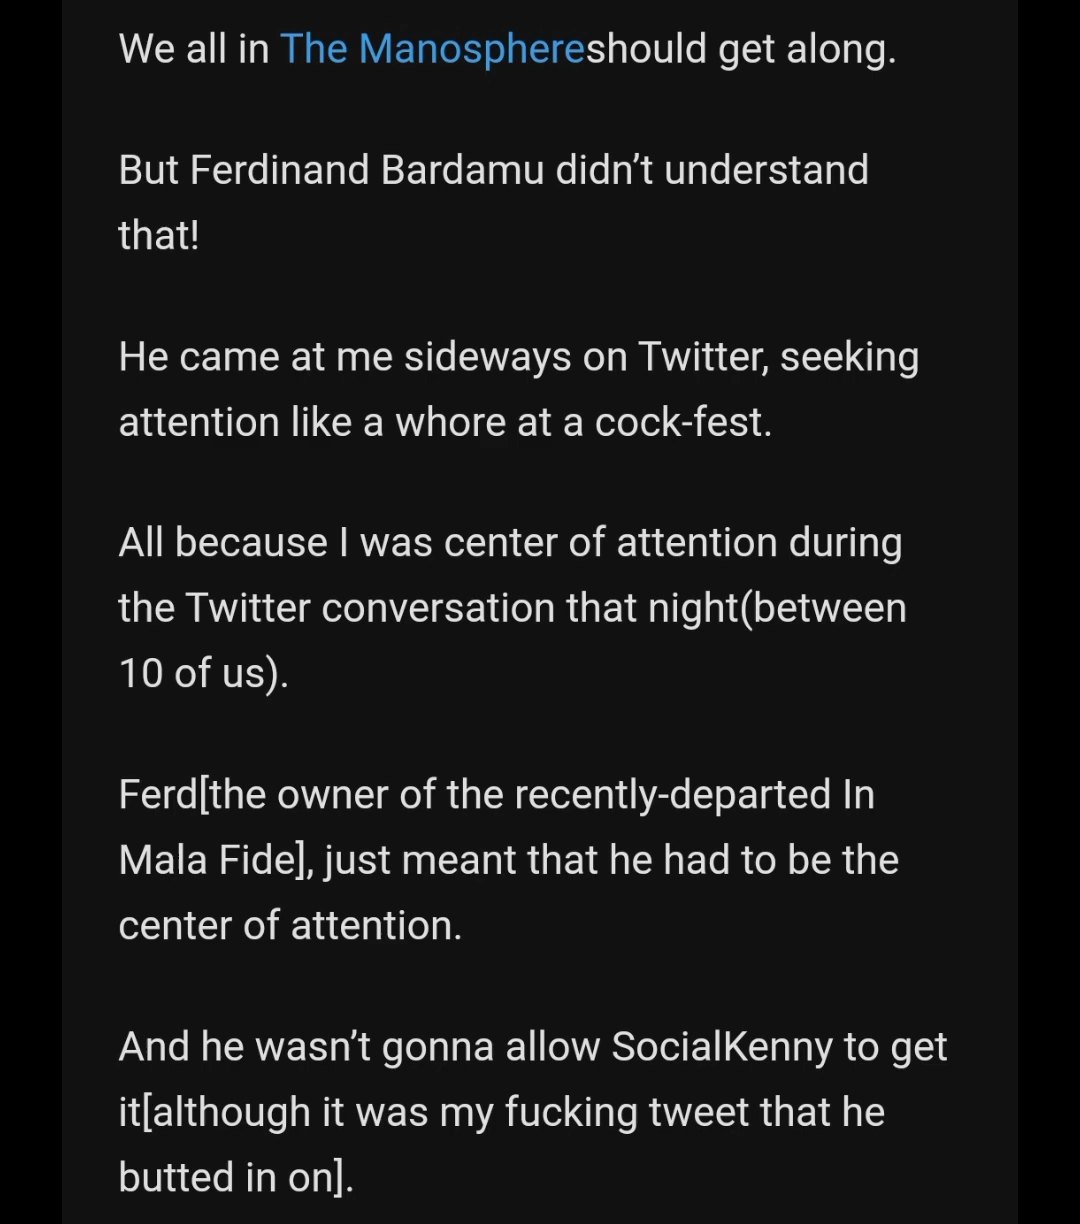 We all in The Manosphereshould get along.
But Ferdinand Bardamu didn’t understand
that!
He came at me sideways on Twitter, seeking
attention like a whore at a cock-fest.
All because I was center of attention during
the Twitter conversation that night(between
10 of us).
Ferd[the owner of the recently-departed In
Mala Fide], just meant that he had to be the
center of attention.
And he wasn’t gonna allow SocialKenny to get
it[although it was my fucking tweet that he
butted in on].